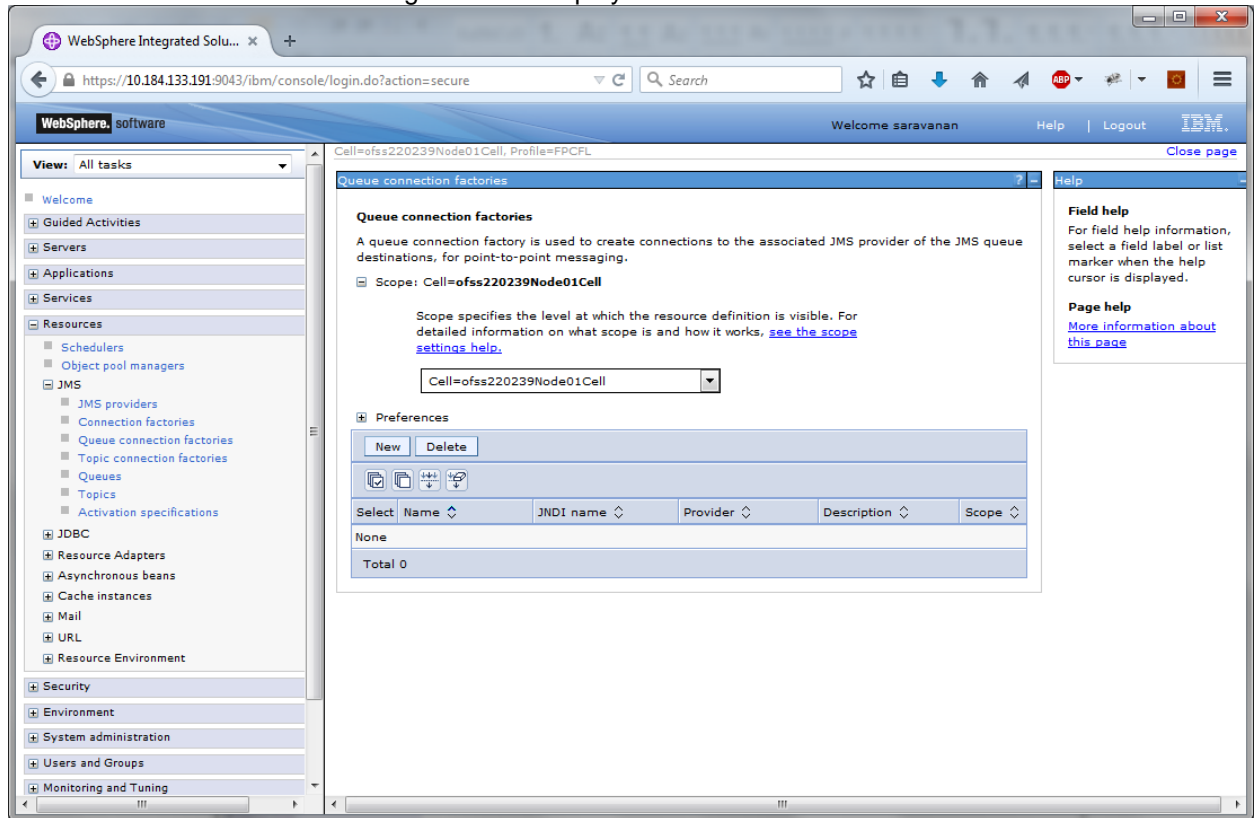 WebSphere Integrated Solu... × +
https://10.184.133.191:9043/ibm/console/login.do?action=secure Search ABP
WebSphere. software Welcome saravanan Help | Logout IBM.
View: All tasks
Welcome
Guided Activities
Servers
Applications
Services
Resources
Schedulers
Object pool managers
JMS
JMS providers
Connection factories
Queue connection factories
Topic connection factories
Queues
Topics
Activation specifications
JDBC
Resource Adapters
Asynchronous beans
Cache instances
Mail
URL
Resource Environment
Security
Environment
System administration
Users and Groups
Monitoring and Tuning
Cell=ofss220239Node01Cell, Profile=FPCFL Close page
Queue connection factories ? -
Queue connection factories
A queue connection factory is used to create connections to the associated JMS provider of the JMS queue
destinations, for point-to-point messaging.
Scope: Cell=ofss220239Node01Cell
Scope specifies the level at which the resource definition is visible. For
detailed information on what scope is and how it works, see the scope
settings help.
Cell=ofss220239Node01Cell
Preferences
New Delete
Select Name JNDI name Provider Description Scope
None
Total 0
Help -
Field help
For field help information,
select a field label or list
marker when the help
cursor is displayed.
Page help
More information about
this page